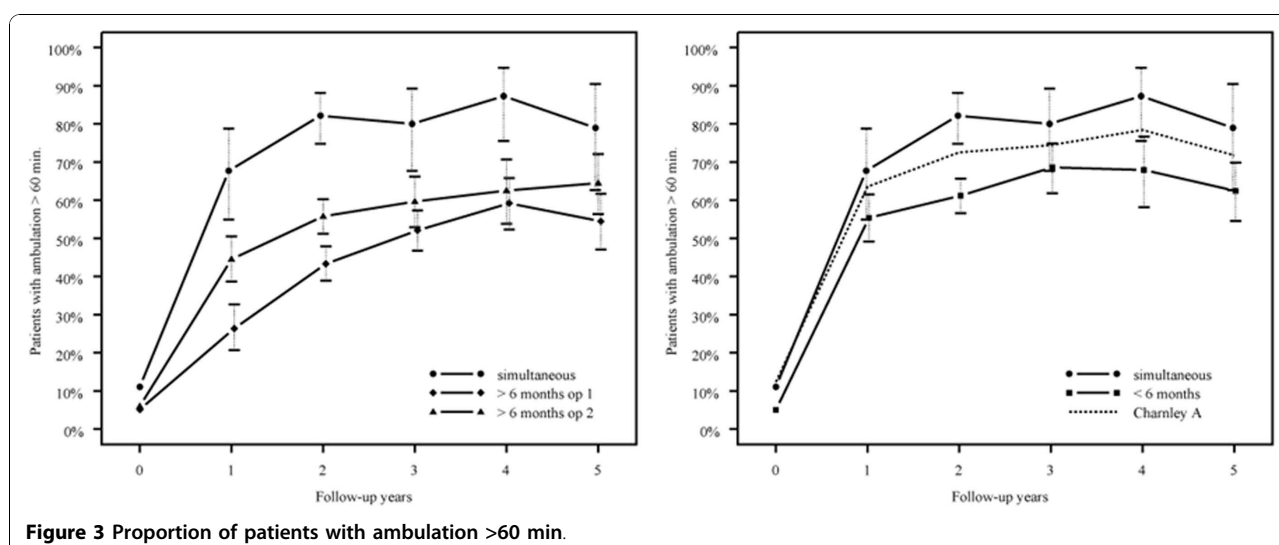 100%
90%
80%
70%
60%
50%
40%
30%
20%
10%
0%
Patients with ambulation > 60 min.
simultaneous
> 6 months op 1
> 6 months op 2
0 1 2 3 4 5
Follow-up years
100%
90%
80%
70%
60%
50%
40%
30%
20%
10%
0%
Patients with ambulation > 60 min.
simultaneous
< 6 months
Charnley A
0 1 2 3 4 5
Follow-up years
Figure 3 Proportion of patients with ambulation >60 min.